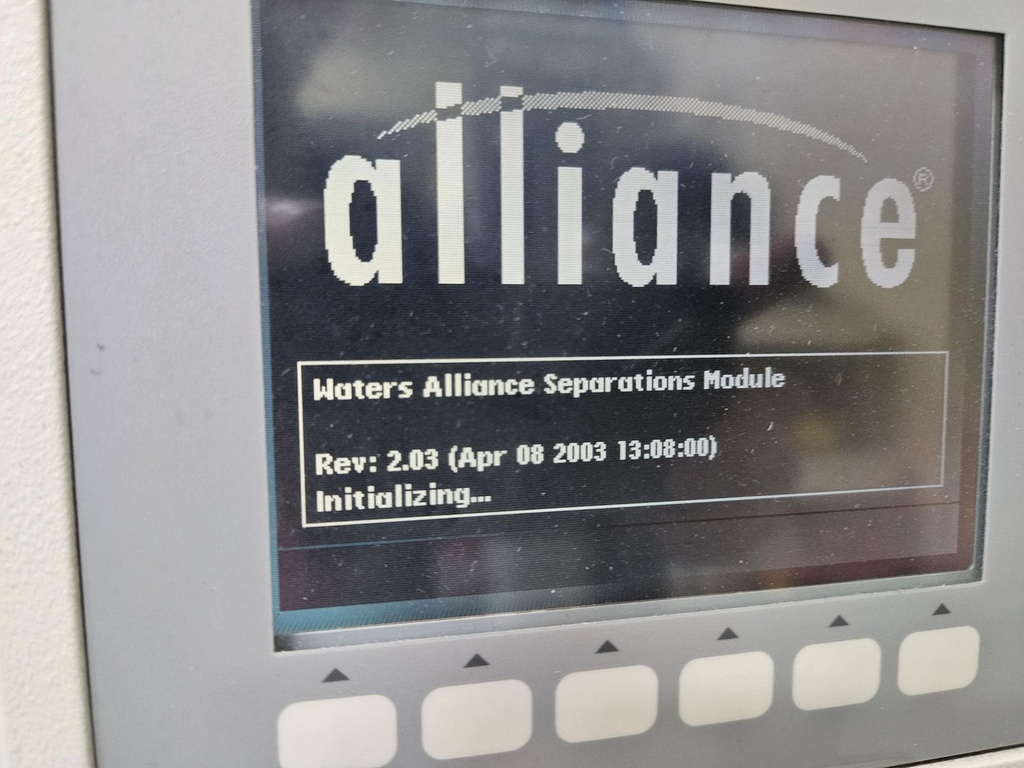 alliance®
Waters Alliance Separations Module
Rev: 2.03 (Apr 08 2003 13:08:00)
Initializing...